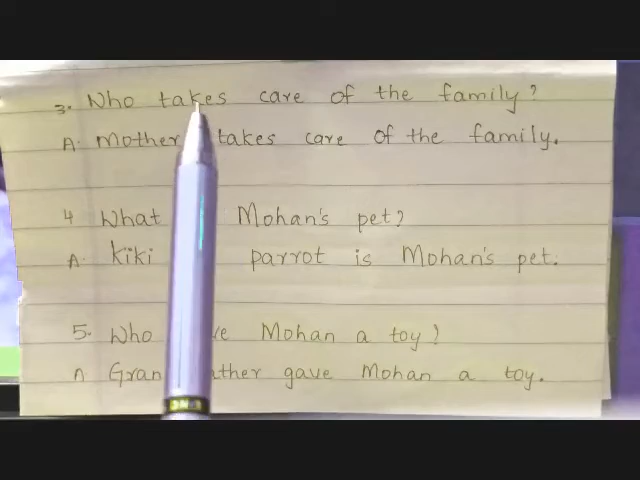 3. Who takes care of the family?
A. Mother takes care of the family.
4 What Mohan's pet?
A. kiki parrot is Mohan's pet.
5. Who Mohan a toy?
A gave Mohan a toy.